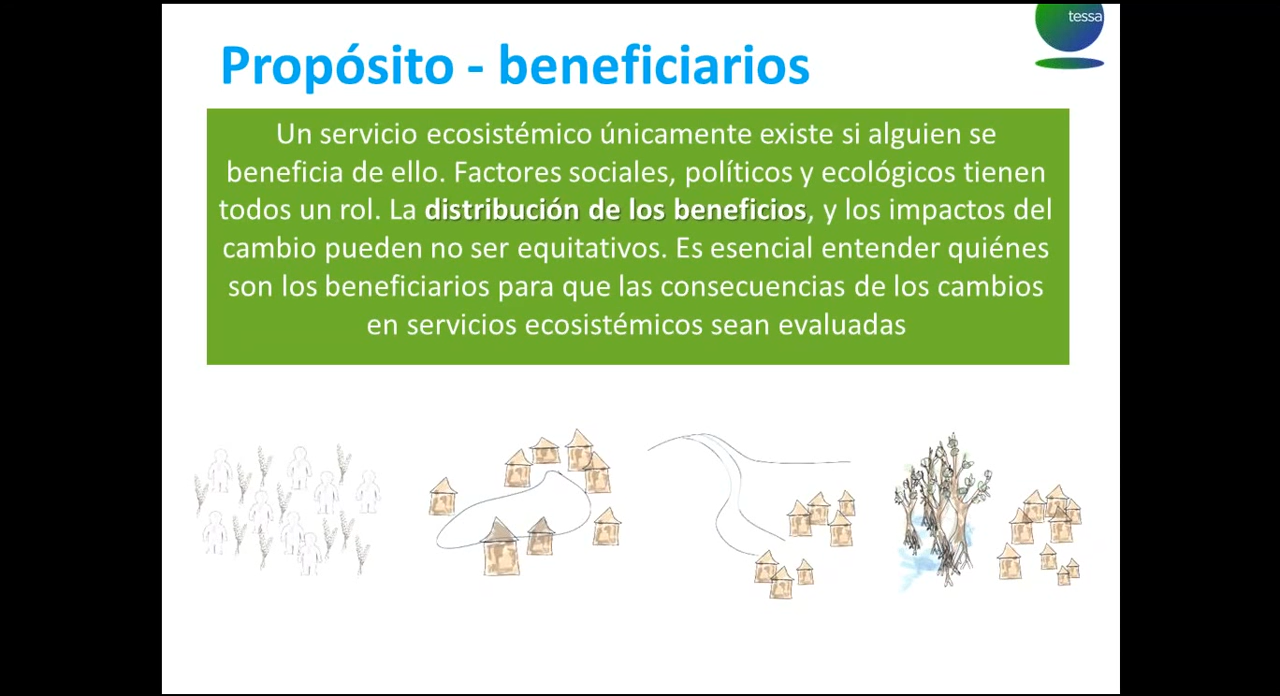 tessa
Propósito - beneficiarios
Un servicio ecosistémico únicamente existe si alguien se
beneficia de ello. Factores sociales, políticos y ecológicos tienen
todos un rol. La distribución de los beneficios, y los impactos del
cambio pueden no ser equitativos. Es esencial entender quiénes
son los beneficiarios para que las consecuencias de los cambios
en servicios ecosistémicos sean evaluadas